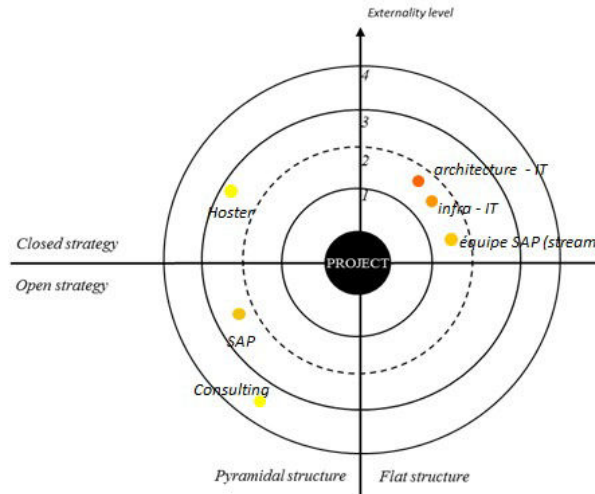 Externality level
4
3
2
architecture - IT
1
infra - IT
Hoster
équipe SAP (stream
Closed strategy
PROJECT
Open strategy
SAP
Consulting
Pyramidal structure
Flat structure